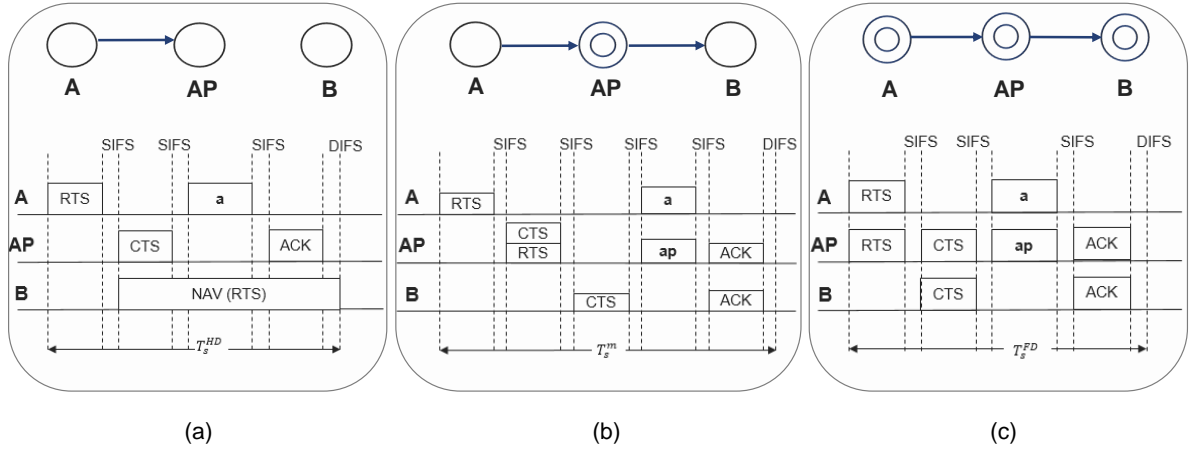 A AP B
SIFS SIFS SIFS DIFS
A RTS a
AP CTS ACK
B NAV (RTS)
T_s^{HD}
(a)
A AP B
SIFS SIFS SIFS SIFS DIFS
A RTS a
AP CTS RTS ap ACK
B CTS ACK
T_s^m
(b)
A AP B
SIFS SIFS SIFS DIFS
A RTS a
AP RTS CTS ap ACK
B CTS ACK
T_s^{FD}
(c)